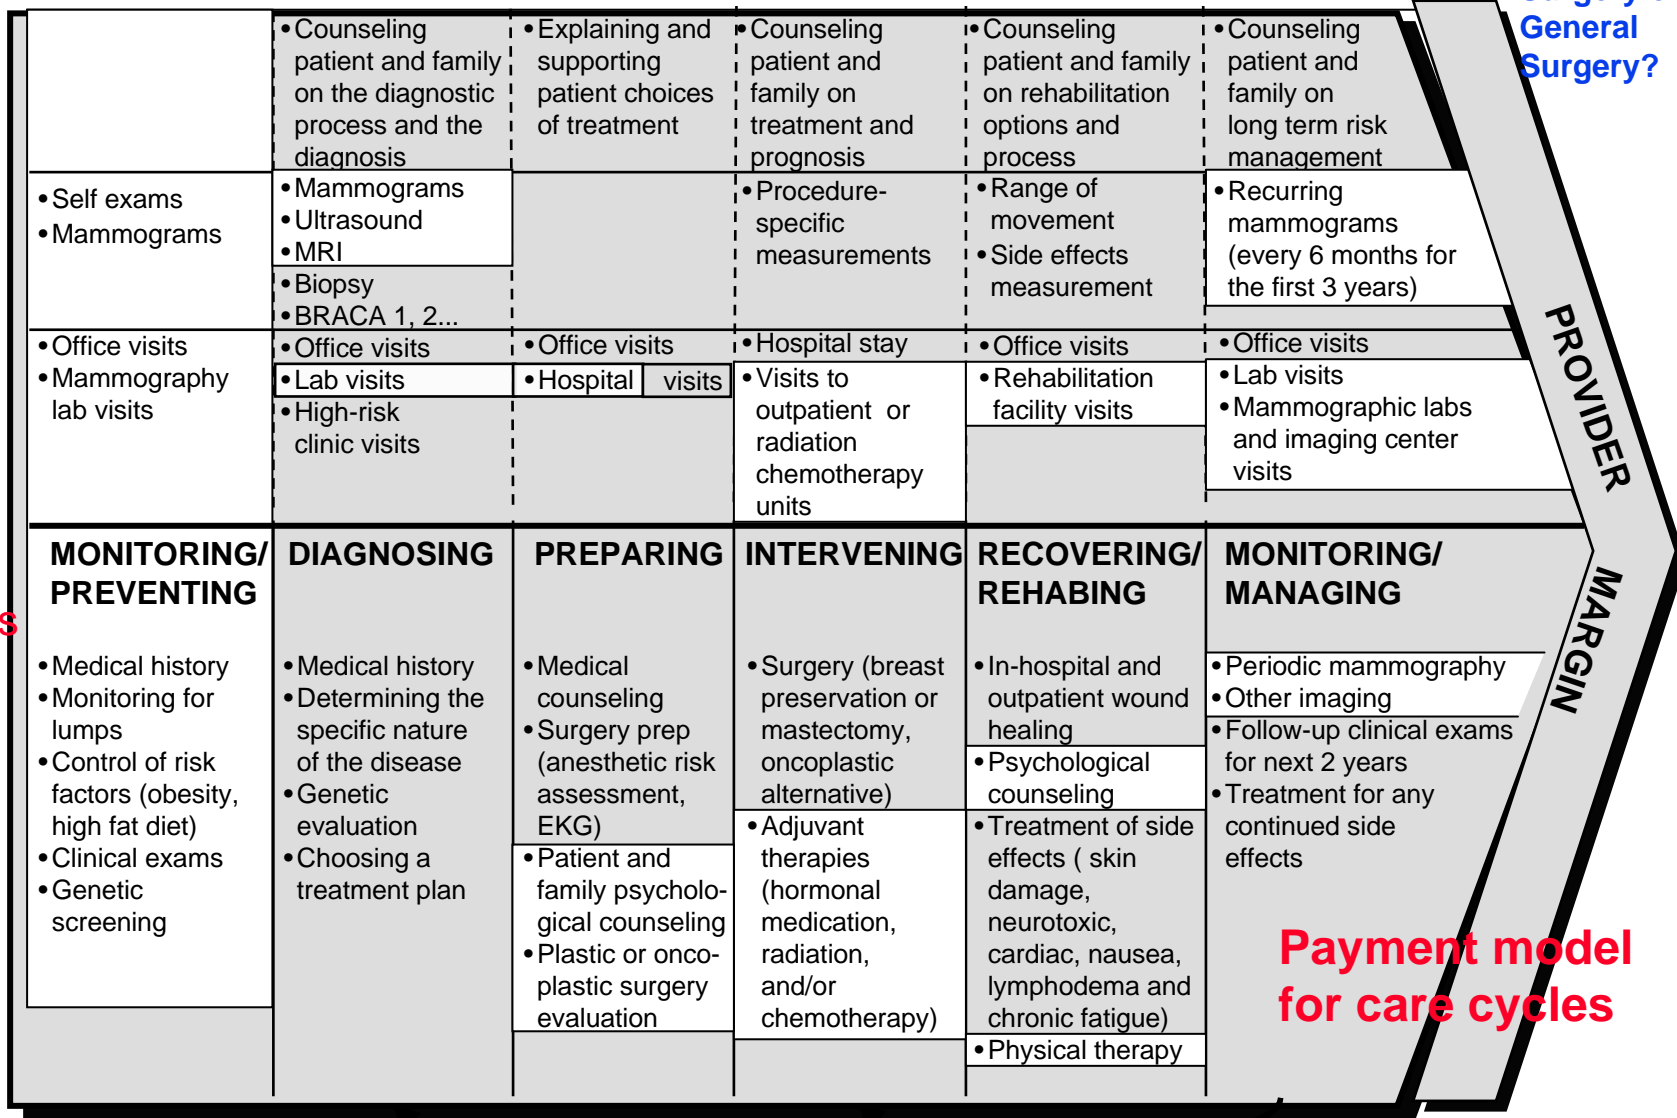 General
Surgery?
•Counseling
patient and family
on the diagnostic
process and the
diagnosis
•Explaining and
supporting
patient choices
of treatment
•Counseling
patient and
family on
treatment and
prognosis
•Counseling
patient and family
on rehabilitation
options and
process
•Counseling
patient and
family on
long term risk
management
•Self exams
•Mammograms
•Mammograms
•Ultrasound
•MRI
•Biopsy
•BRACA 1, 2...
•Procedure-
specific
measurements
•Range of
movement
•Side effects
measurement
•Recurring
mammograms
(every 6 months for
the first 3 years)
•Office visits
•Mammography
lab visits
•Office visits
•Lab visits
•High-risk
clinic visits
•Office visits
•Hospital visits
•Hospital stay
•Visits to
outpatient or
radiation
chemotherapy
units
•Office visits
•Rehabilitation
facility visits
•Office visits
•Lab visits
•Mammographic labs
and imaging center
visits
PROVIDER
MARGIN
MONITORING/
PREVENTING
•Medical history
•Monitoring for
lumps
•Control of risk
factors (obesity,
high fat diet)
•Clinical exams
•Genetic
screening
DIAGNOSING
•Medical history
•Determining the
specific nature
of the disease
•Genetic
evaluation
•Choosing a
treatment plan
PREPARING
•Medical
counseling
•Surgery prep
(anesthetic risk
assessment,
EKG)
•Patient and
family psycholo-
gical counseling
•Plastic or onco-
plastic surgery
evaluation
INTERVENING
•Surgery (breast
preservation or
mastectomy,
oncoplastic
alternative)
•Adjuvant
therapies
(hormonal
medication,
radiation,
and/or
chemotherapy)
RECOVERING/
REHABING
•In-hospital and
outpatient wound
healing
•Psychological
counseling
•Treatment of side
effects ( skin
damage,
neurotoxic,
cardiac, nausea,
lymphodema and
chronic fatigue)
•Physical therapy
MONITORING/
MANAGING
•Periodic mammography
•Other imaging
•Follow-up clinical exams
for next 2 years
•Treatment for any
continued side
effects
Payment model
for care cycles